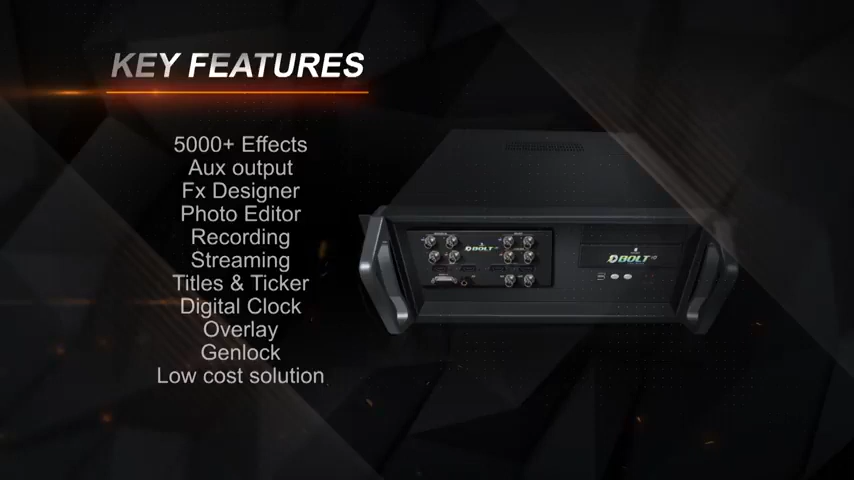 KEY FEATURES
5000+ Effects
Aux output
Fx Designer
Photo Editor
Recording
Streaming
Titles & Ticker
Digital Clock
Overlay
Genlock
Low cost solution
BOLT
BOLT